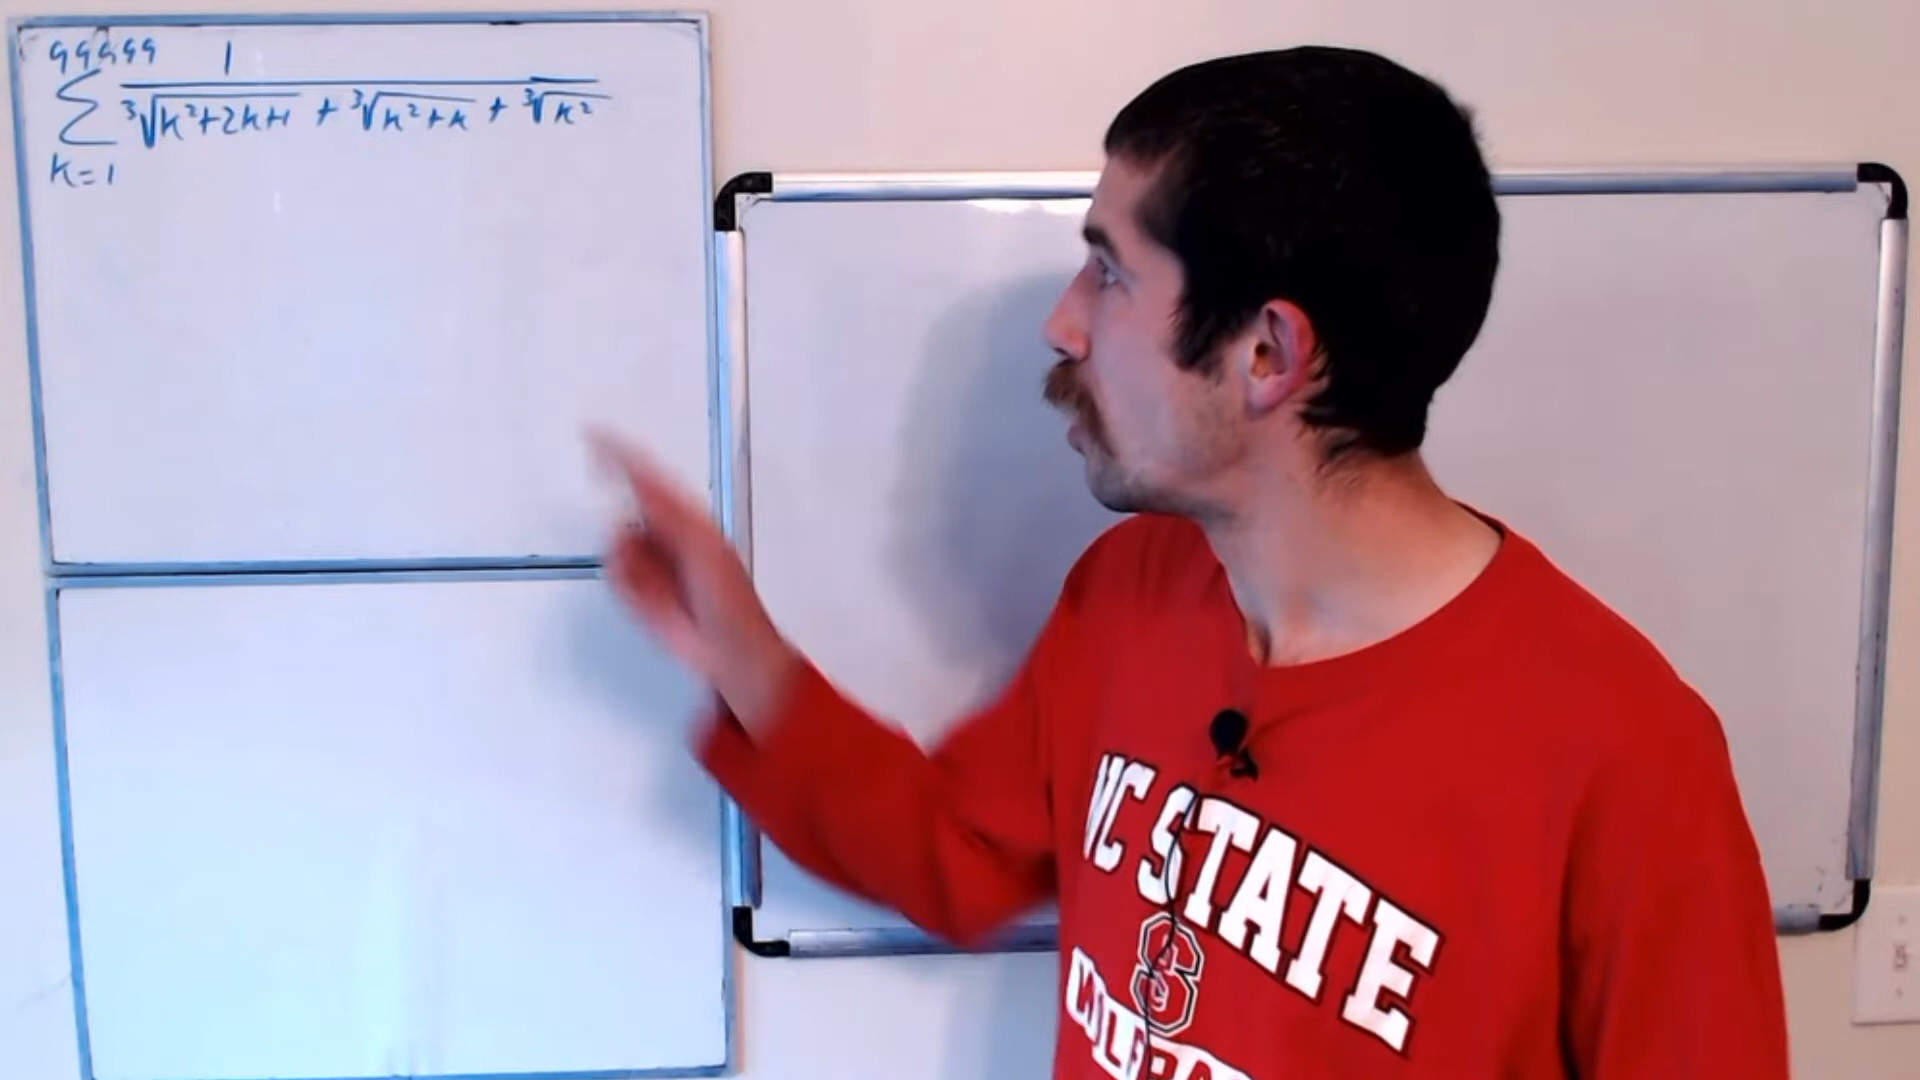 99999
∑ 1/(∛(k²+2k+1) + ∛(k²+k) + ∛(k²))
k=1
NC STATE
S